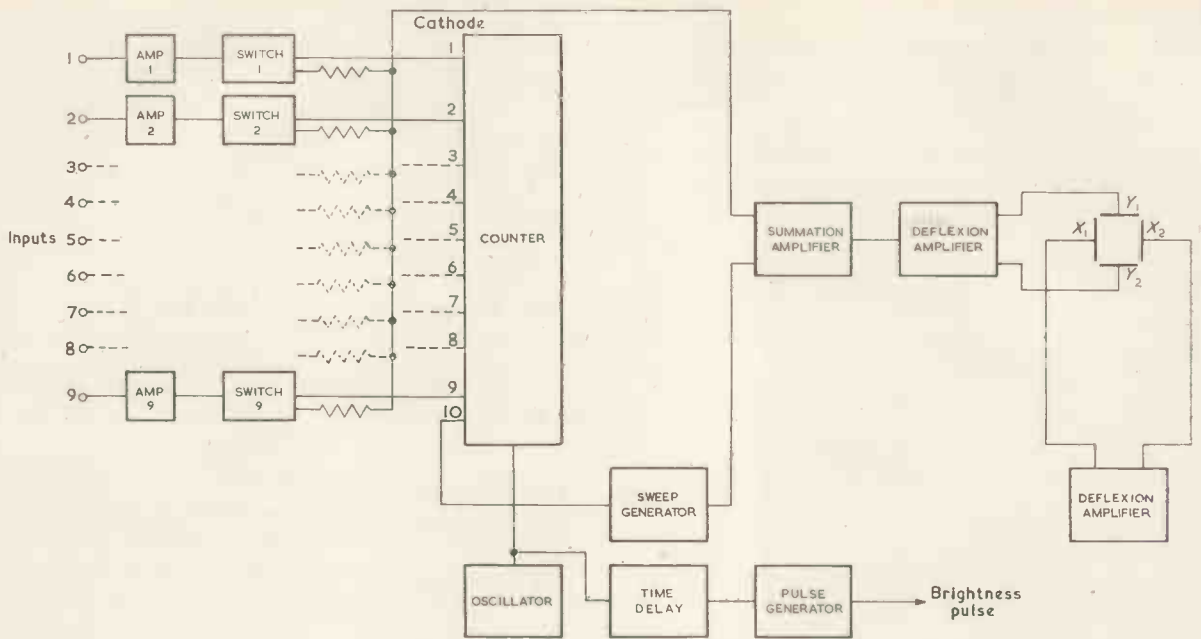 Cathode
1
AMP
1
SWITCH
1
1
2
AMP
2
SWITCH
2
2
3
3
4
4
Inputs
5
5
6
6
7
7
8
8
9
AMP
9
SWITCH
9
9
10
COUNTER
SUMMATION
AMPLIFIER
DEFLEXION
AMPLIFIER
Y1
X1
X2
Y2
SWEEP
GENERATOR
DEFLEXION
AMPLIFIER
OSCILLATOR
TIME
DELAY
PULSE
GENERATOR
Brightness
pulse